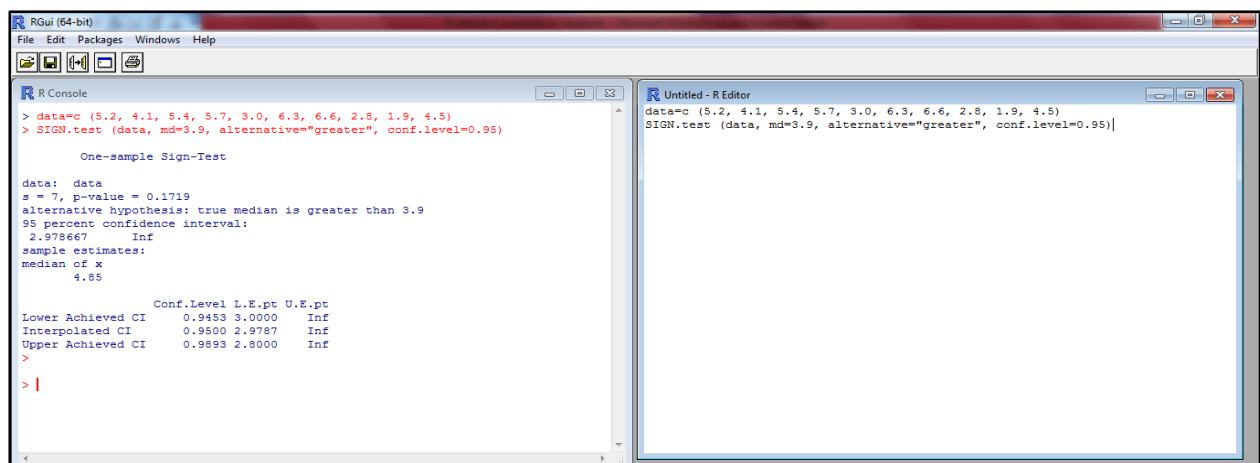 RGui (64-bit)
File Edit Packages Windows Help
R Console
> data=c (5.2, 4.1, 5.4, 5.7, 3.0, 6.3, 6.6, 2.8, 1.9, 4.5)
> SIGN.test (data, md=3.9, alternative="greater", conf.level=0.95)
One-sample Sign-Test
data: data
s = 7, p-value = 0.1719
alternative hypothesis: true median is greater than 3.9
95 percent confidence interval:
2.978667 Inf
sample estimates:
median of x
4.85
Conf.Level L.E.pt U.E.pt
Lower Achieved CI 0.9453 3.0000 Inf
Interpolated CI 0.9500 2.9787 Inf
Upper Achieved CI 0.9893 2.8000 Inf
>
>
Untitled - R Editor
data=c (5.2, 4.1, 5.4, 5.7, 3.0, 6.3, 6.6, 2.8, 1.9, 4.5)
SIGN.test (data, md=3.9, alternative="greater", conf.level=0.95)